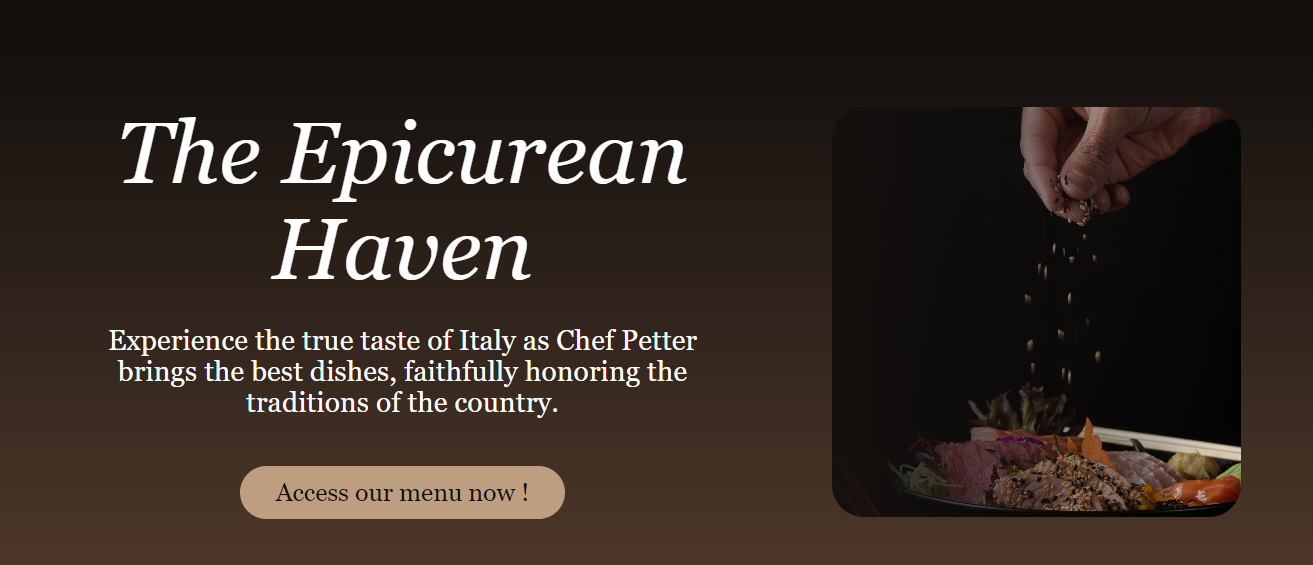 The Epicurean
Haven
Experience the true taste of Italy as Chef Petter
brings the best dishes, faithfully honoring the
traditions of the country.
Access our menu now !